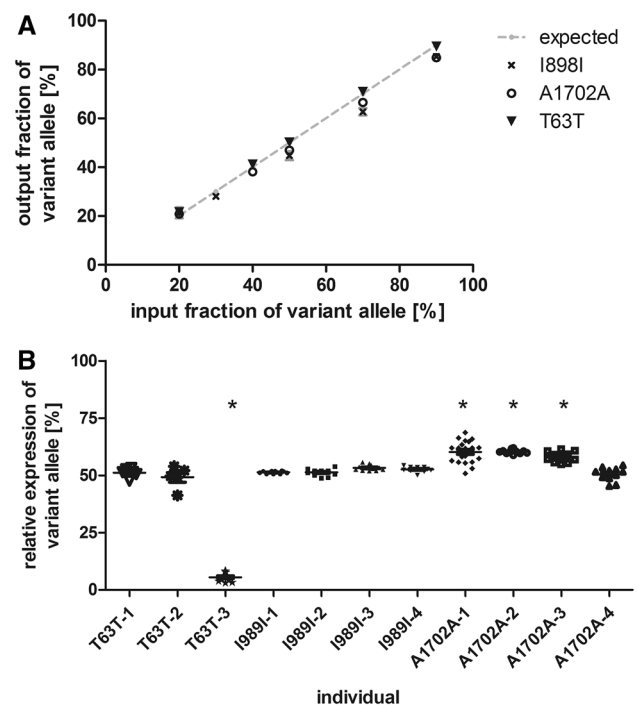 A
100
80
60
40
20
0
output fraction of
variant allele [%]
0 20 40 60 80 100
input fraction of variant allele [%]
expected
I898I
A1702A
T63T
B
100
75
50
25
0
relative expression of
variant allele [%]
* * * *
T63T-1
T63T-2
T63T-3
I989I-1
I989I-2
I989I-3
I989I-4
A1702A-1
A1702A-2
A1702A-3
A1702A-4
individual